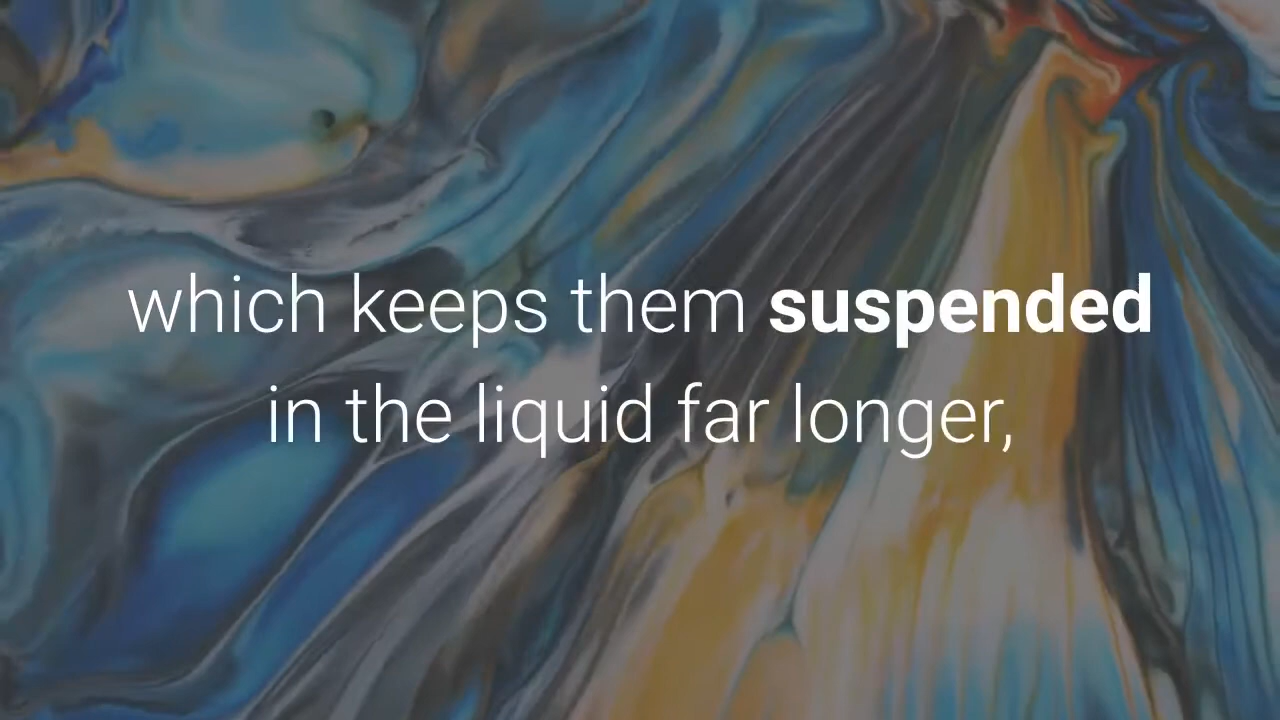 which keeps them suspended
in the liquid far longer,